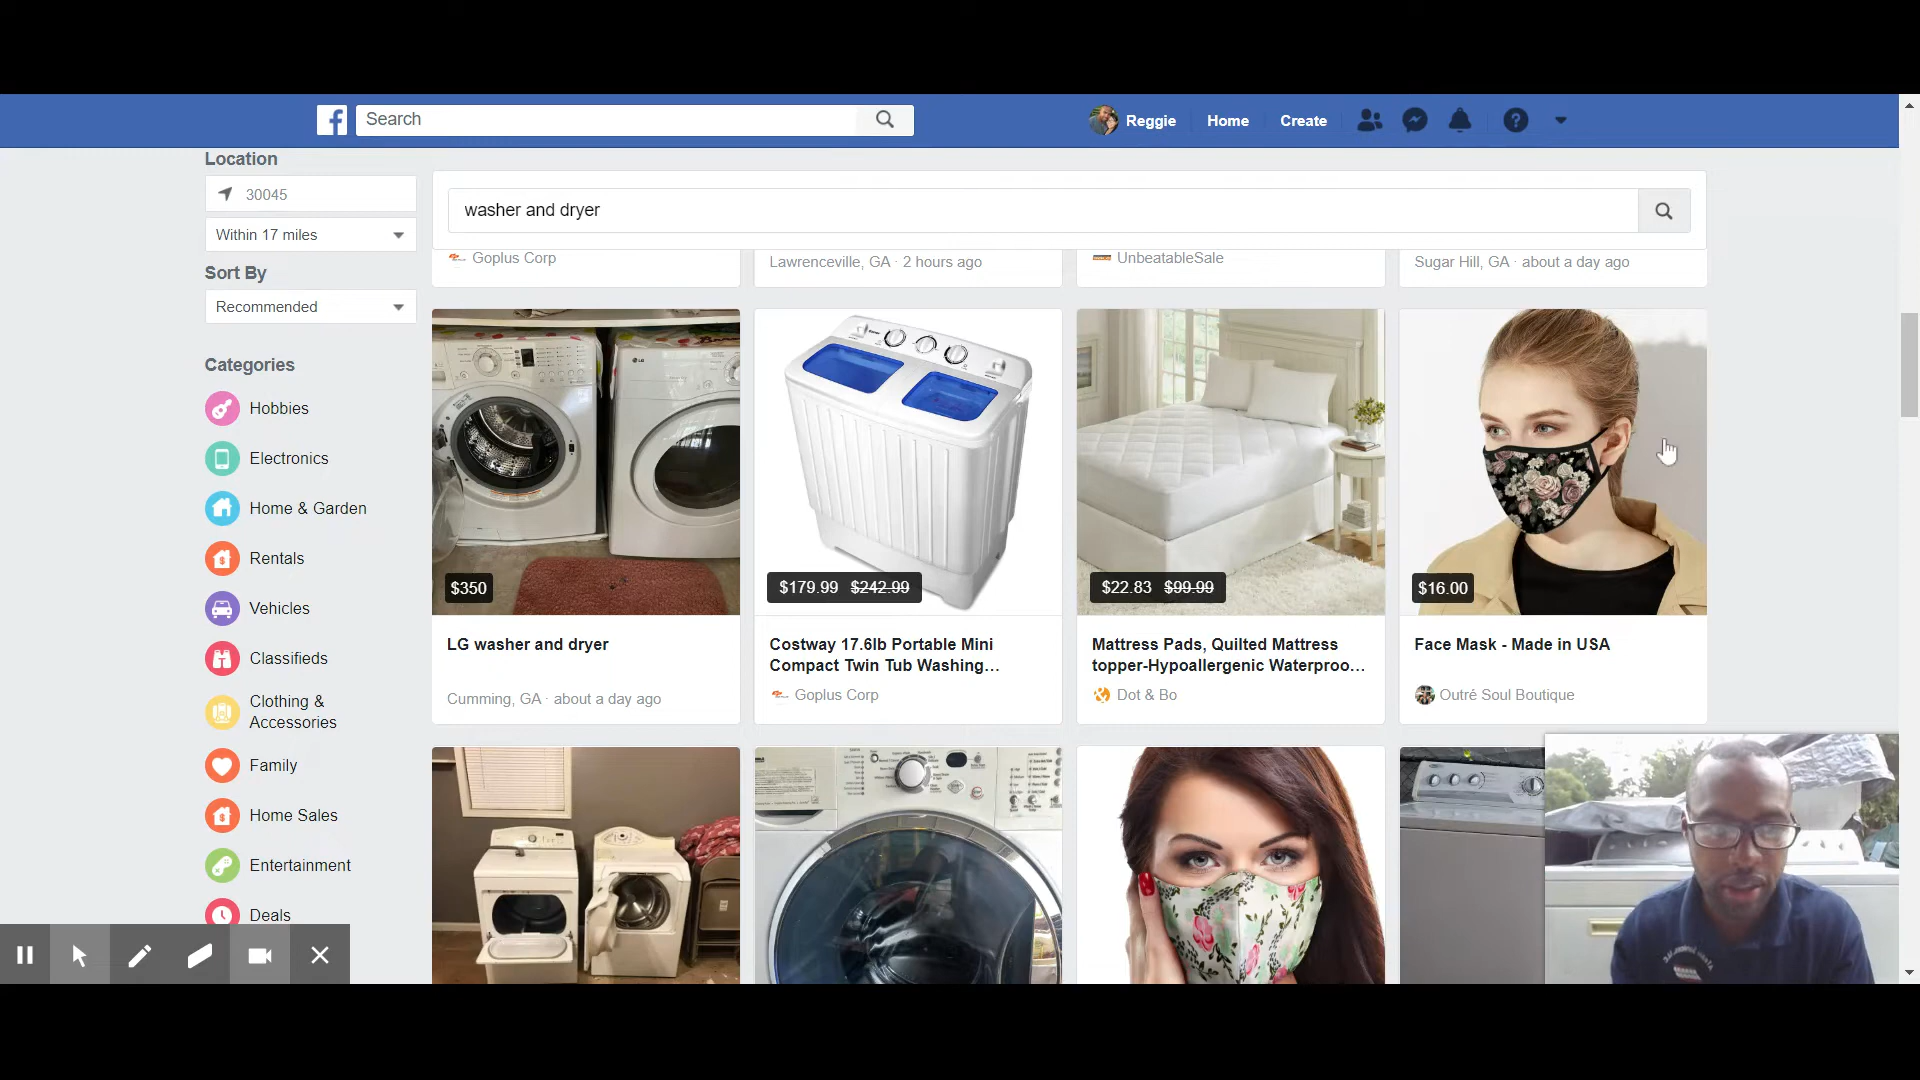 Search
Reggie
Home
Create
Location
30045
Within 17 miles
Sort By
Recommended
Categories
Hobbies
Electronics
Home & Garden
Rentals
Vehicles
Classifieds
Clothing &
Accessories
Family
Home Sales
Entertainment
Deals
washer and dryer
Goplus Corp
Lawrenceville, GA · 2 hours ago
UnbeatableSale
Sugar Hill, GA · about a day ago
LG
$350
LG washer and dryer
Cumming, GA · about a day ago
$179.99 $242.99
Costway 17.6lb Portable Mini
Compact Twin Tub Washing...
Goplus Corp
$22.83 $99.99
Mattress Pads, Quilted Mattress
topper-Hypoallergenic Waterproo...
Dot & Bo
$16.00
Face Mask - Made in USA
Outré Soul Boutique